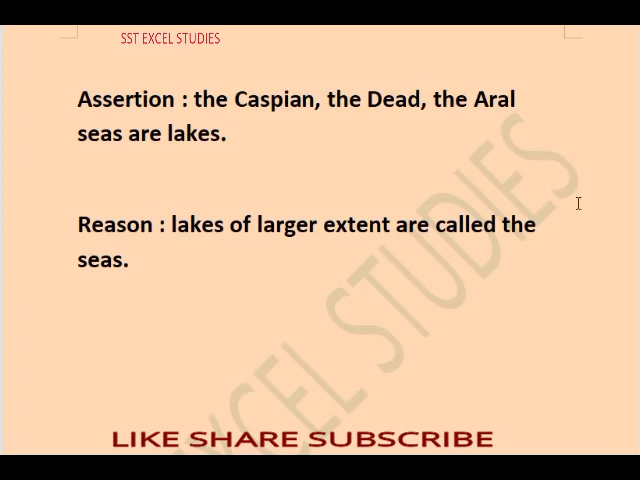 SST EXCEL STUDIES
Assertion : the Caspian, the Dead, the Aral
seas are lakes.
Reason : lakes of larger extent are called the
seas.
EXCEL STUDIES
LIKE SHARE SUBSCRIBE